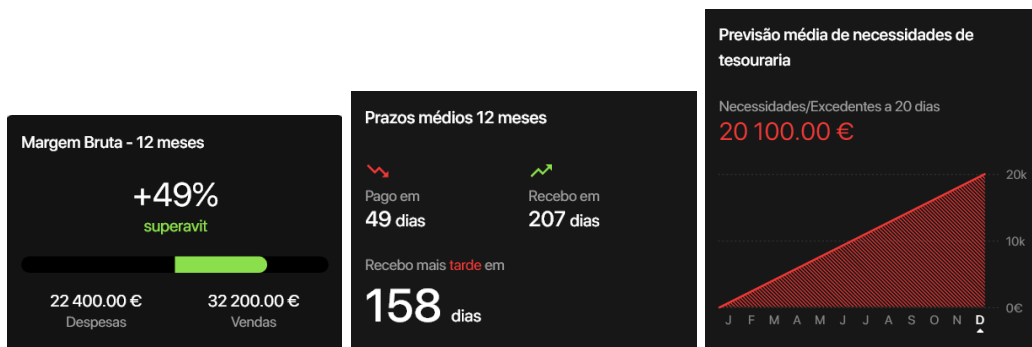 Margem Bruta - 12 meses
+49%
superavit
22 400.00 € 32 200.00 €
Despesas Vendas
Prazos médios 12 meses
Pago em Recebo em
49 dias 207 dias
Recebo mais tarde em
158 dias
Previsão média de necessidades de
tesouraria
Necessidades/Excedentes a 20 dias
20 100.00 €
20k
10k
0€
J F M A M J J A S O N D